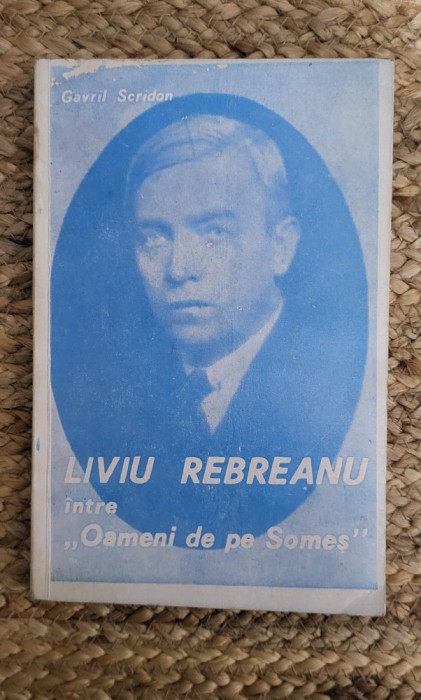 Gavril Scridon
LIVIU REBREANU
între
„Oameni de pe Someș”